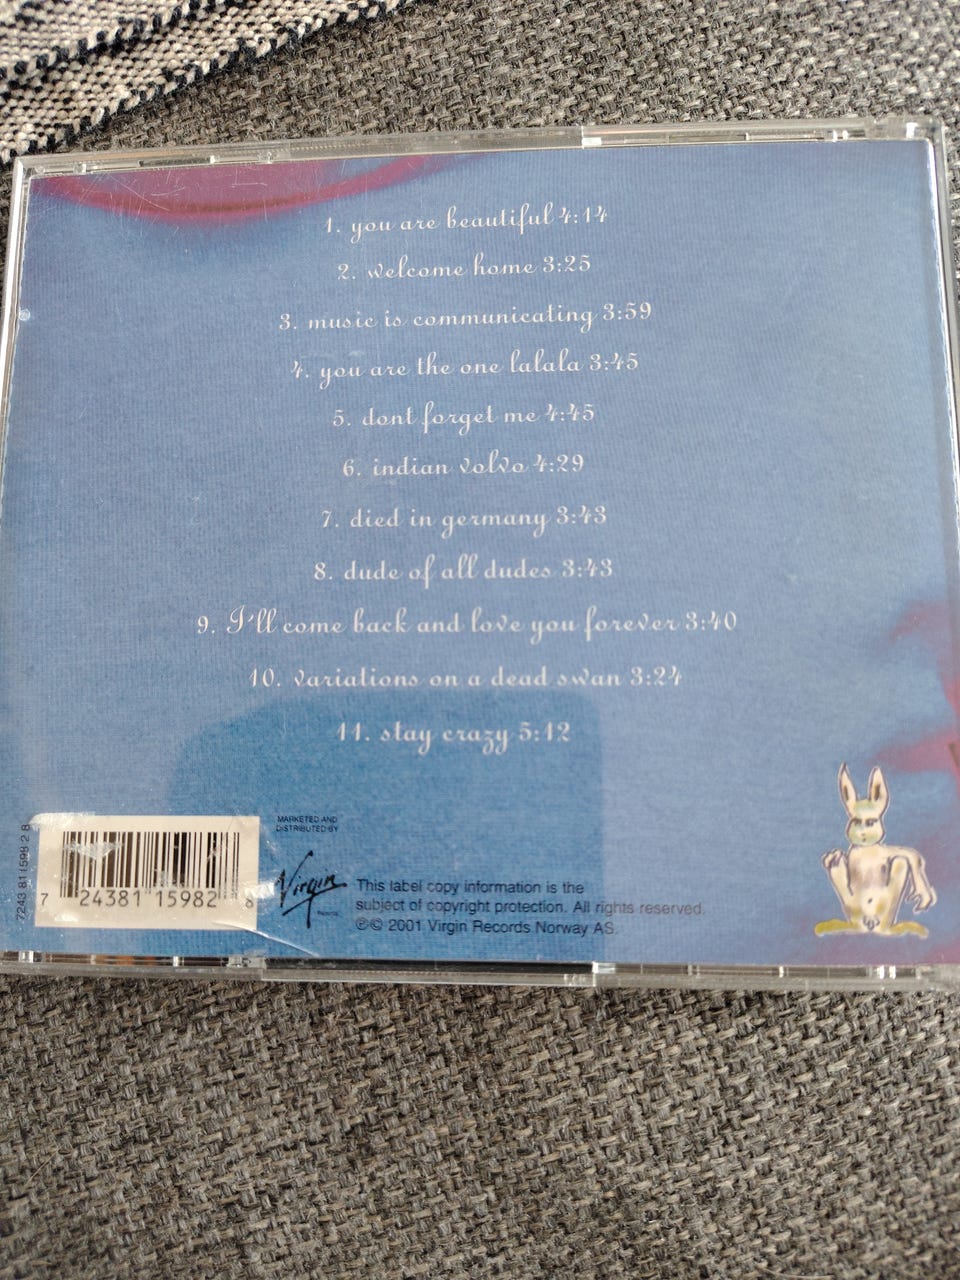 1. you are beautiful 4:14
2. welcome home 3:25
3. music is communicating 3:59
4. you are the one lalala 3:45
5. dont forget me 4:45
6. indian volvo 4:29
7. died in germany 3:43
8. dude of all dudes 3:43
9. I'll come back and love you forever 3:40
10. variations on a dead swan 3:24
11. stay crazy 5:12
7243 811598 2 8
7 24381 15982 8
MARKETED AND
DISTRIBUTED BY
Virgin
This label copy information is the
subject of copyright protection. All rights reserved.
℗© 2001 Virgin Records Norway AS.